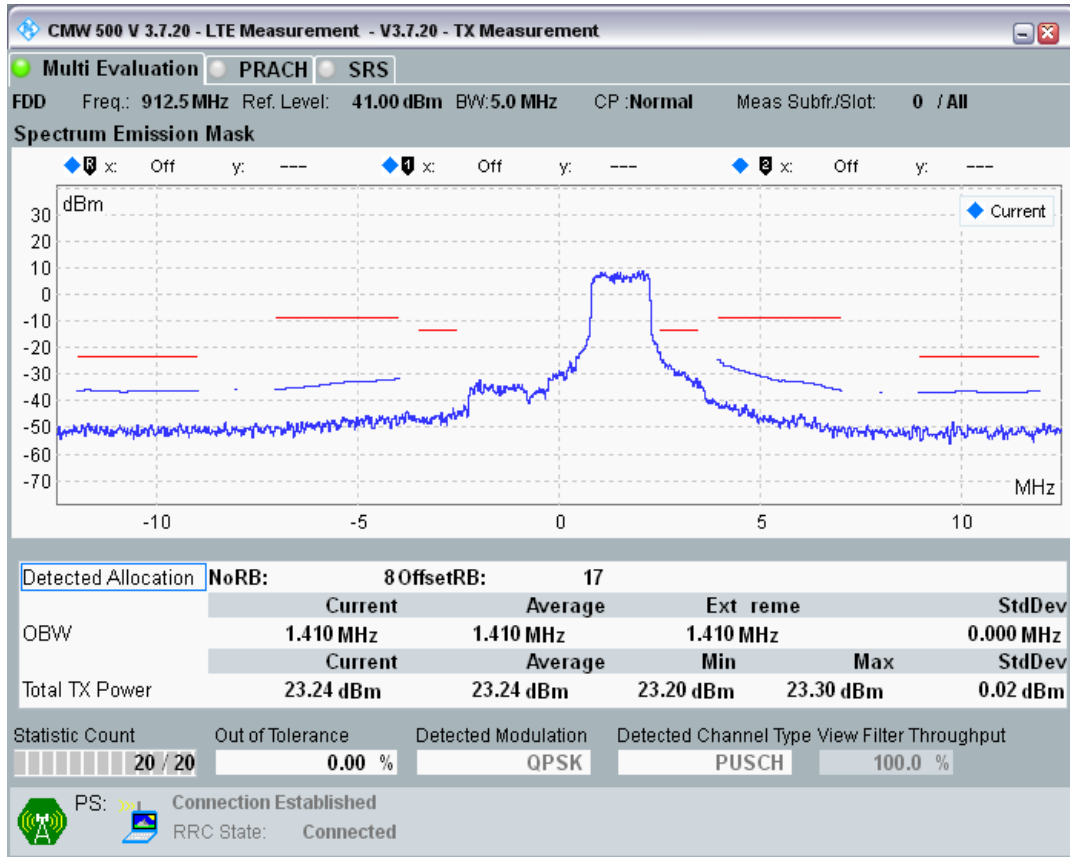 CMW 500 V 3.7.20 - LTE Measurement - V3.7.20 - TX Measurement
Multi Evaluation PRACH SRS
FDD Freq.: 912.5 MHz Ref. Level: 41.00 dBm BW: 5.0 MHz CP :Normal Meas Subfr./Slot: 0 / All
Spectrum Emission Mask
R x: Off y: --- 1 x: Off y: --- 2 x: Off y: ---
dBm
Current
30
20
10
0
-10
-20
-30
-40
-50
-60
-70
MHz
-10 -5 0 5 10
Detected Allocation NoRB: 8 OffsetRB: 17
Current Average Ext reme StdDev
OBW 1.410 MHz 1.410 MHz 1.410 MHz 0.000 MHz
Current Average Min Max StdDev
Total TX Power 23.24 dBm 23.24 dBm 23.20 dBm 23.30 dBm 0.02 dBm
Statistic Count Out of Tolerance Detected Modulation Detected Channel Type View Filter Throughput
20 / 20 0.00 % QPSK PUSCH 100.0 %
PS: Connection Established
RRC State: Connected